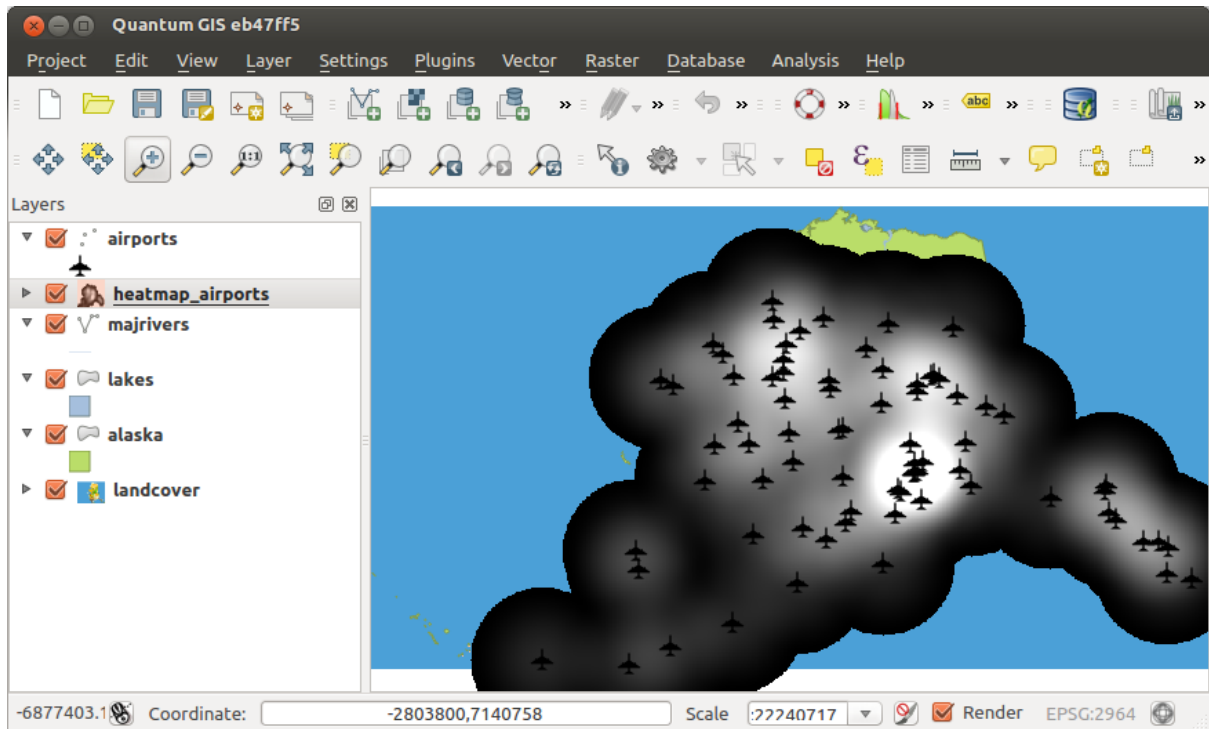 Quantum GIS eb47ff5
Project Edit View Layer Settings Plugins Vector Raster Database Analysis Help
abc
1:1
ε
Layers
airports
heatmap_airports
majrivers
lakes
alaska
landcover
-6877403.1 Coordinate: -2803800,7140758 Scale :22240717 Render EPSG:2964